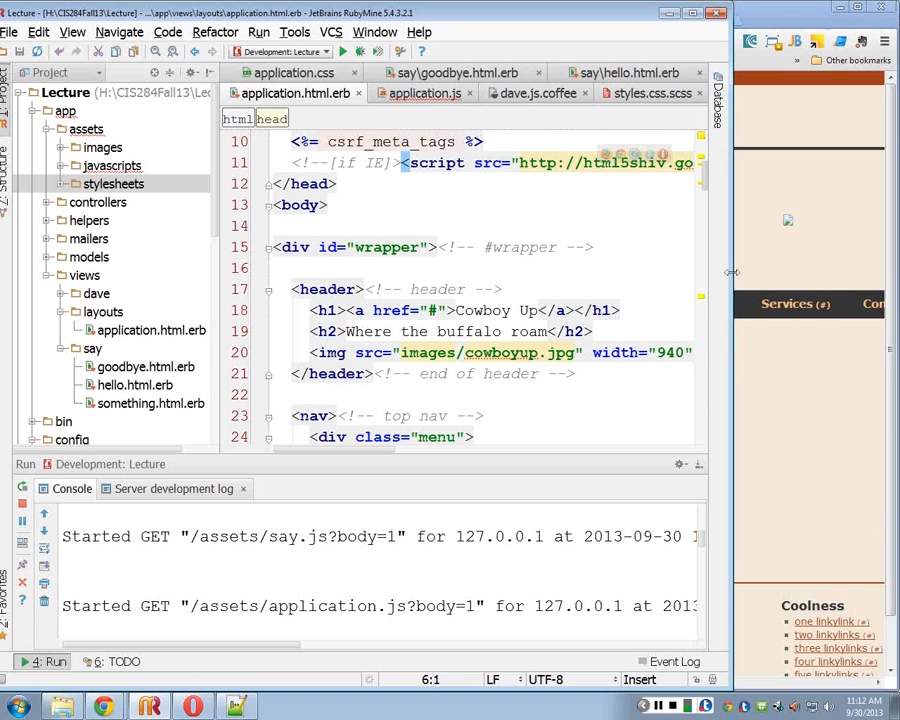 Lecture - [H:\CIS284Fall13\Lecture] - ...\app\views\layouts\application.html.erb - JetBrains RubyMine 5.4.3.2.1
File Edit View Navigate Code Refactor Run Tools VCS Window Help
Development: Lecture
Project
application.css
say\goodbye.html.erb
say\hello.html.erb
application.html.erb
application.js
dave.js.coffee
styles.css.scss
1: Project
7: Structure
Favorites
Database
Lecture (H:\CIS284Fall13\Lec
app
assets
images
javascripts
stylesheets
controllers
helpers
mailers
models
views
dave
layouts
application.html.erb
say
goodbye.html.erb
hello.html.erb
something.html.erb
bin
config
html head
10 <%= csrf_meta_tags %>
11 <!--[if IE]><script src="http://html5shiv.go
12 </head>
13 <body>
14
15 <div id="wrapper"><!-- #wrapper -->
16
17 <header><!-- header -->
18 <h1><a href="#">Cowboy Up</a></h1>
19 <h2>Where the buffalo roam</h2>
20 <img src="images/cowboyup.jpg" width="940"
21 </header><!-- end of header -->
22
23 <nav><!-- top nav -->
24 <div class="menu">
Run Development: Lecture
Console Server development log
Started GET "/assets/say.js?body=1" for 127.0.0.1 at 2013-09-30 1
Started GET "/assets/application.js?body=1" for 127.0.0.1 at 2013
4: Run 6: TODO Event Log
6:1 LF UTF-8 Insert
» Other bookmarks
Services (#) Con
Coolness
one linkylink (#)
two linkylinks (#)
three linkylinks (#)
four linkylinks (#)
five linkylinks (#)
11:12 AM
9/30/2013